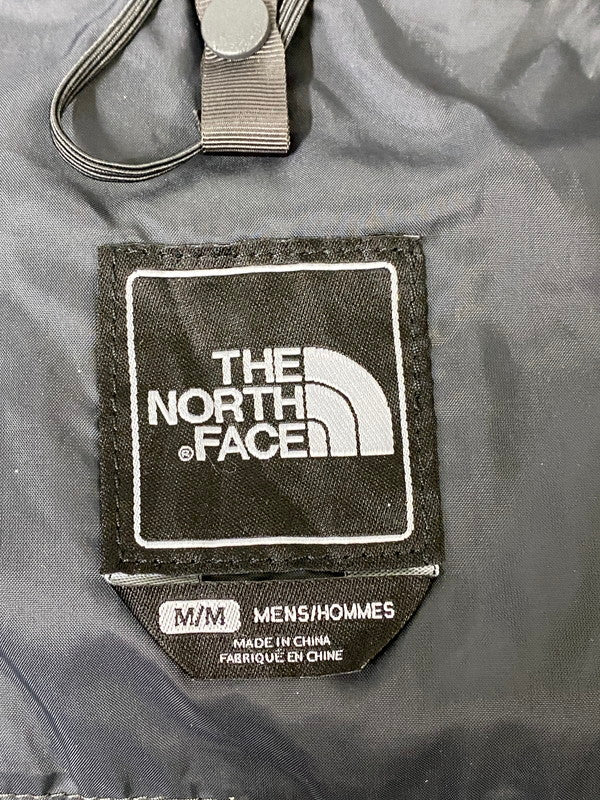 THE
NORTH
®FACE
M/M MENS/HOMMES
MADE IN CHINA
FABRIQUÉ EN CHINE